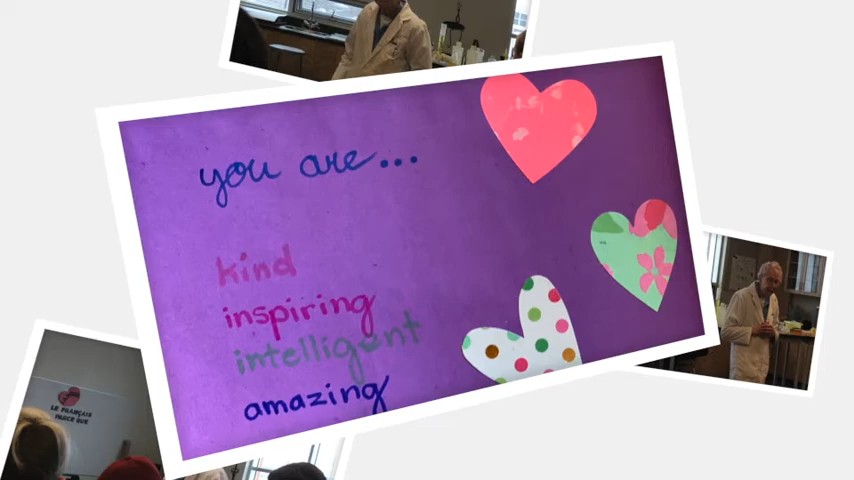 you are...
kind
inspiring
intelligent
amazing
LE FRANÇAIS
PARCE QUE